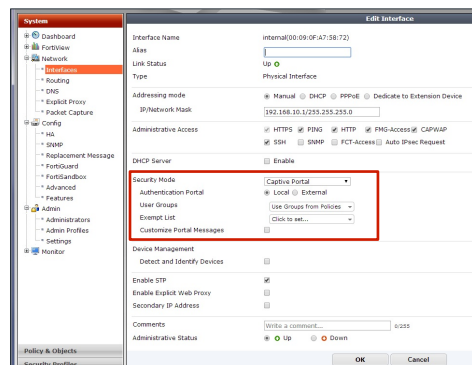 System
Edit Interface
Dashboard
FortiView
Network
Interfaces
Routing
DNS
Explicit Proxy
Packet Capture
Config
HA
SNMP
Replacement Message
FortiGuard
FortiSandbox
Advanced
Features
Admin
Administrators
Admin Profiles
Settings
Monitor
Policy & Objects
Security Profiles
Interface Name internal(00:09:0F:A7:58:72)
Alias
Link Status Up
Type Physical Interface
Addressing mode Manual DHCP PPPoE Dedicate to Extension Device
IP/Network Mask 192.168.10.1/255.255.255.0
Administrative Access HTTPS PING HTTP FMG-Access CAPWAP
SSH SNMP FCT-Access Auto IPsec Request
DHCP Server Enable
Security Mode Captive Portal
Authentication Portal Local External
User Groups Use Groups from Policies
Exempt List Click to set...
Customize Portal Messages
Device Management
Detect and Identify Devices
Enable STP
Enable Explicit Web Proxy
Secondary IP Address
Comments Write a comment... 0/255
Administrative Status Up Down
OK Cancel